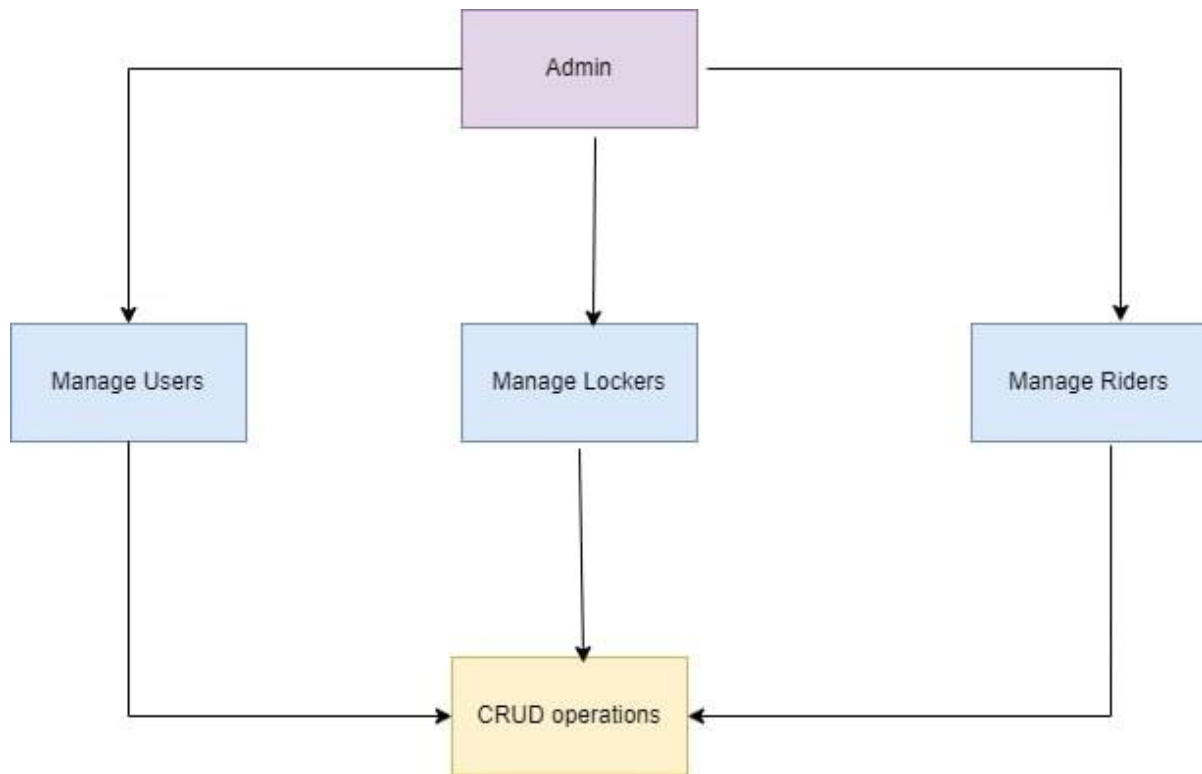 Admin
Manage Users
Manage Lockers
Manage Riders
CRUD operations